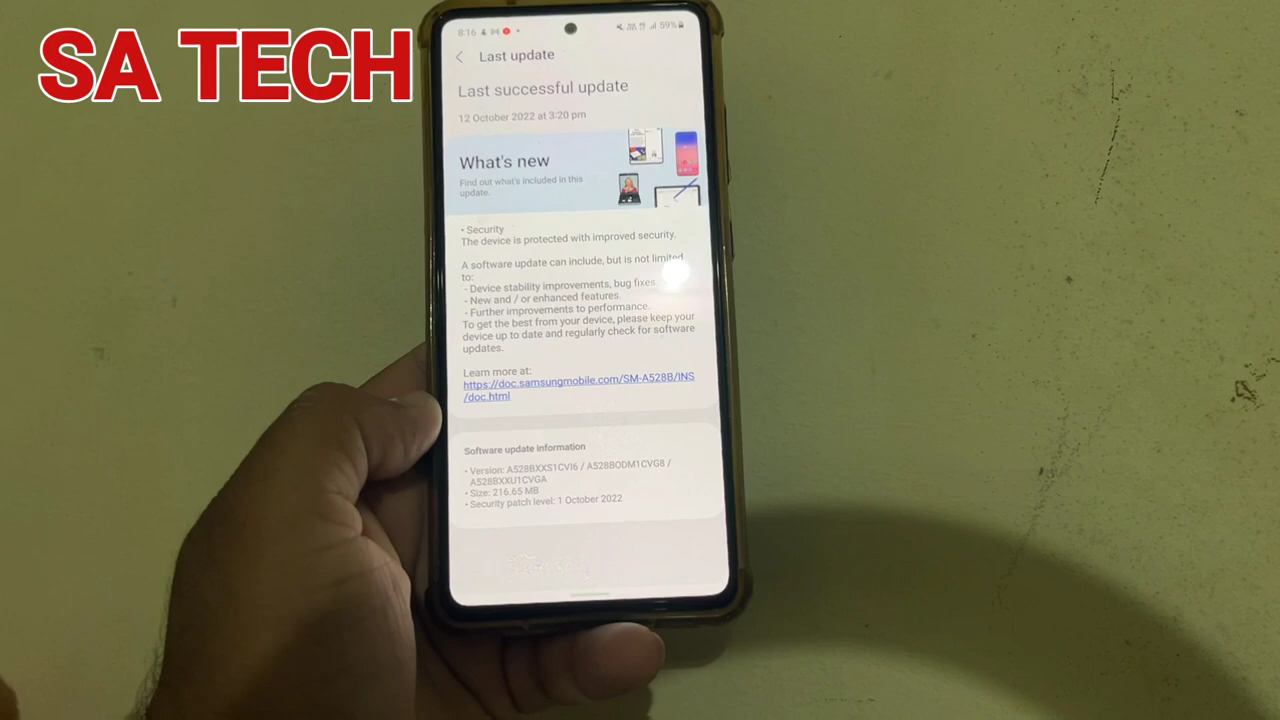 SA TECH
8:16
59%
Last update
Last successful update
12 October 2022 at 3:20 pm
What's new
Find out what's included in this
update.
• Security
The device is protected with improved security.
A software update can include, but is not limited
to:
- Device stability improvements, bug fixes.
- New and / or enhanced features.
- Further improvements to performance.
To get the best from your device, please keep your
device up to date and regularly check for software
updates.
Learn more at:
https://doc.samsungmobile.com/SM-A528B/INS
/doc.html
Software update information
• Version: A528BXXS1CVI6 / A528BODM1CVG8 /
A528BXXU1CVGA
• Size: 216.65 MB
• Security patch level: 1 October 2022